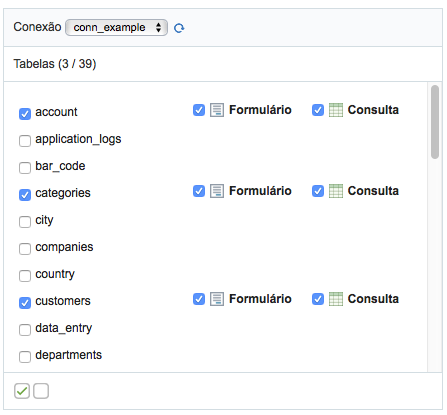 Conexão conn_example
Tabelas (3 / 39)
account Formulário Consulta
application_logs
bar_code
categories Formulário Consulta
city
companies
country
customers Formulário Consulta
data_entry
departments